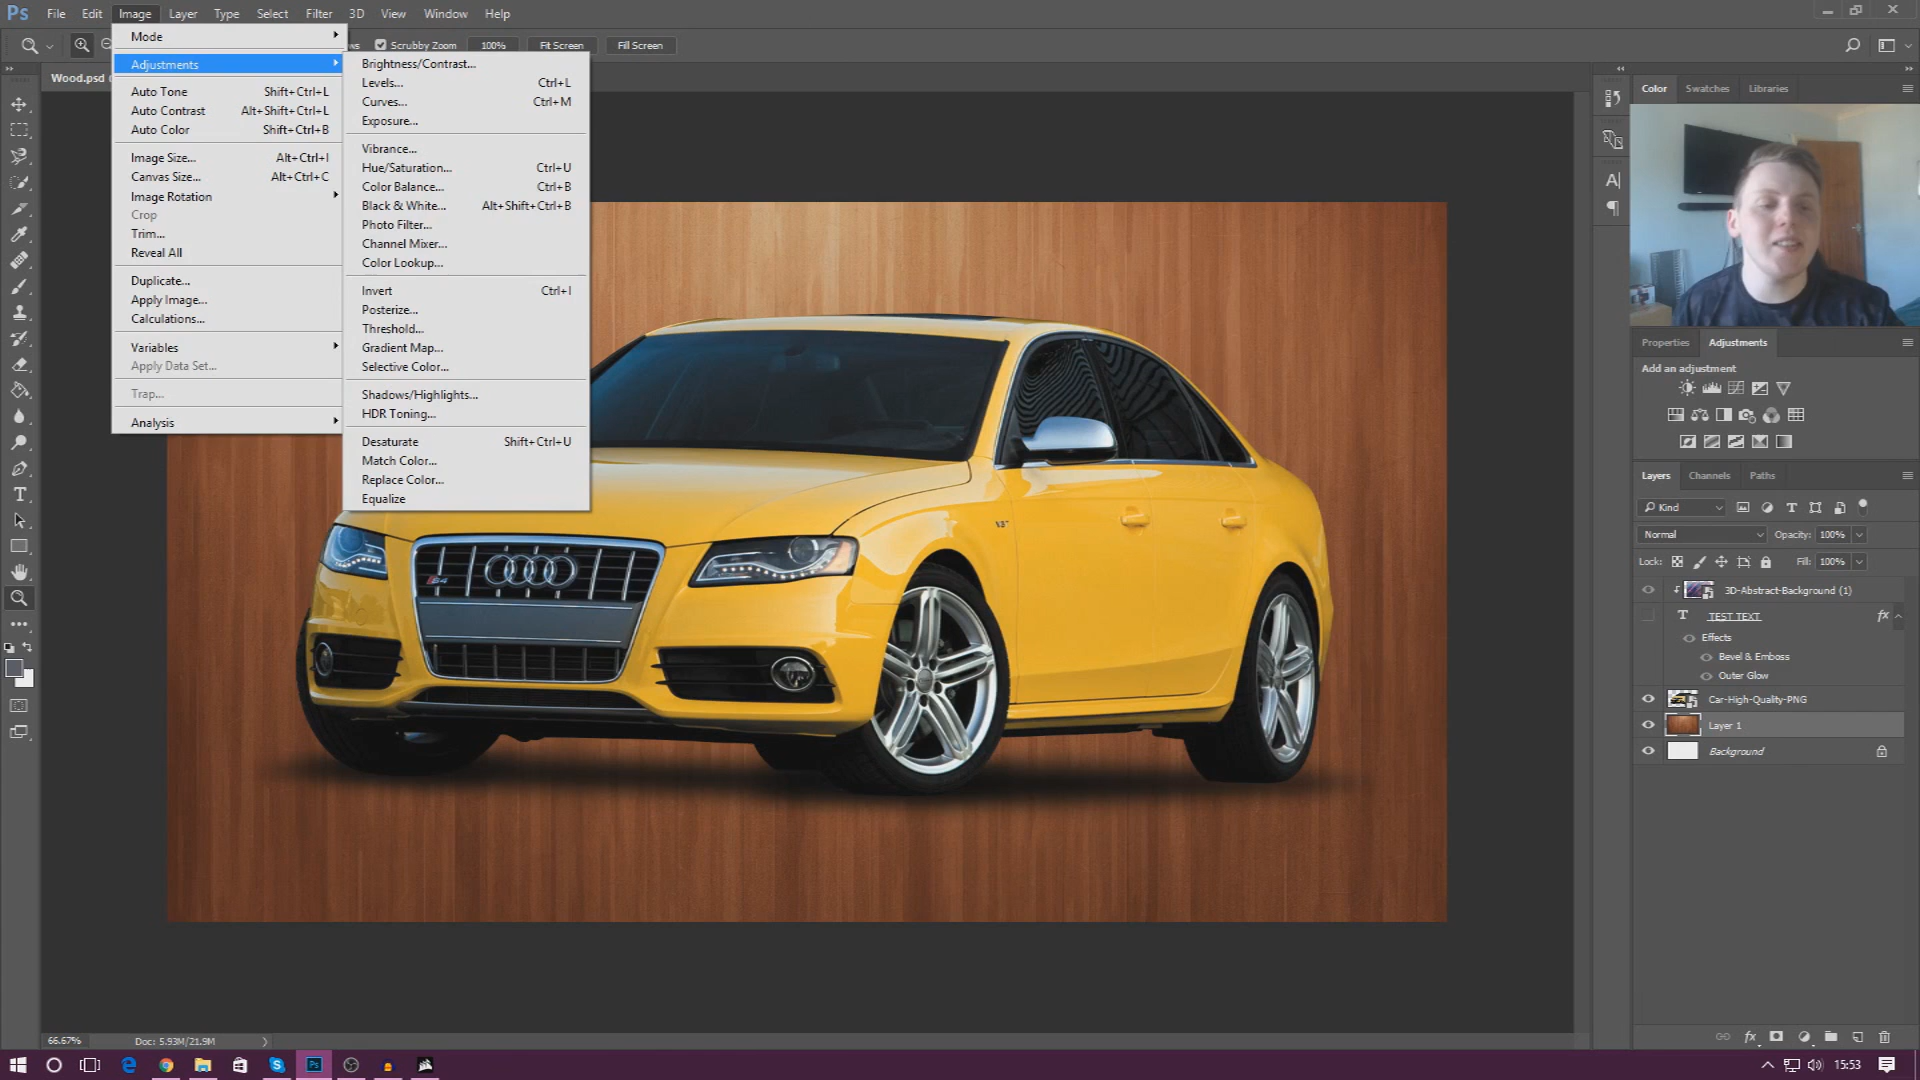 Ps File Edit Image Layer Type Select Filter 3D View Window Help
Scrubby Zoom 100% Fit Screen Fill Screen
Wood.psd
Mode
Adjustments
Auto Tone Shift+Ctrl+L
Auto Contrast Alt+Shift+Ctrl+L
Auto Color Shift+Ctrl+B
Image Size... Alt+Ctrl+I
Canvas Size... Alt+Ctrl+C
Image Rotation
Crop
Trim...
Reveal All
Duplicate...
Apply Image...
Calculations...
Variables
Apply Data Set...
Trap...
Analysis
Brightness/Contrast...
Levels... Ctrl+L
Curves... Ctrl+M
Exposure...
Vibrance...
Hue/Saturation... Ctrl+U
Color Balance... Ctrl+B
Black & White... Alt+Shift+Ctrl+B
Photo Filter...
Channel Mixer...
Color Lookup...
Invert Ctrl+I
Posterize...
Threshold...
Gradient Map...
Selective Color...
Shadows/Highlights...
HDR Toning...
Desaturate Shift+Ctrl+U
Match Color...
Replace Color...
Equalize
S4
Color Swatches Libraries
Properties Adjustments
Add an adjustment
Layers Channels Paths
Kind
Normal Opacity: 100%
Lock: Fill: 100%
3D-Abstract-Background (1)
T TEST TEXT fx
Effects
Bevel & Emboss
Outer Glow
Car-High-Quality-PNG
Layer 1
Background
fx
66.67% Doc: 5.93M/21.9M
Ps
15:53